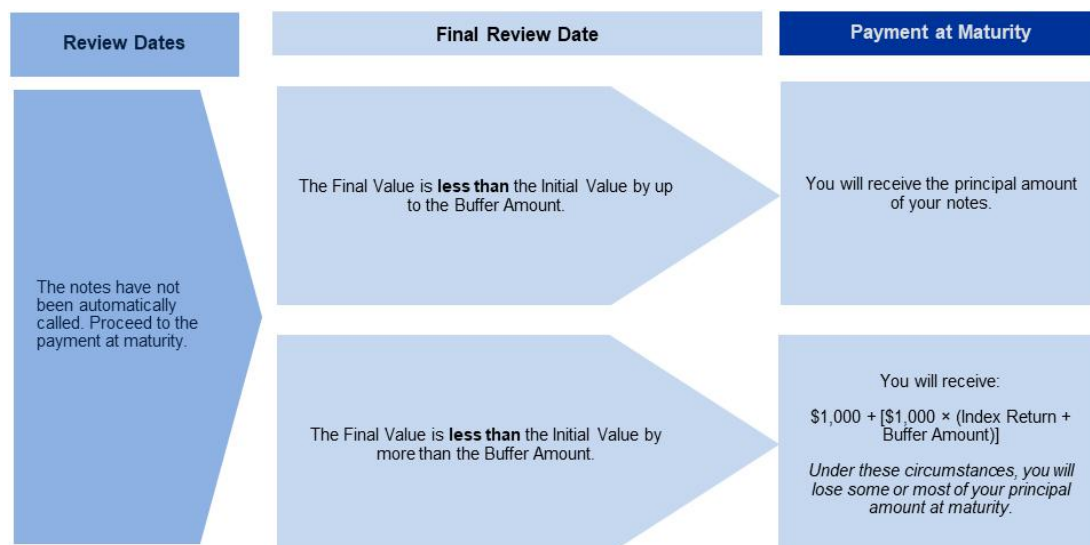 Review Dates
Final Review Date
Payment at Maturity
The notes have not
been automatically
called. Proceed to the
payment at maturity.
The Final Value is less than the Initial Value by up
to the Buffer Amount.
You will receive the principal amount
of your notes.
The Final Value is less than the Initial Value by
more than the Buffer Amount.
You will receive:
$1,000 + [$1,000 × (Index Return +
Buffer Amount)]
Under these circumstances, you will
lose some or most of your principal
amount at maturity.